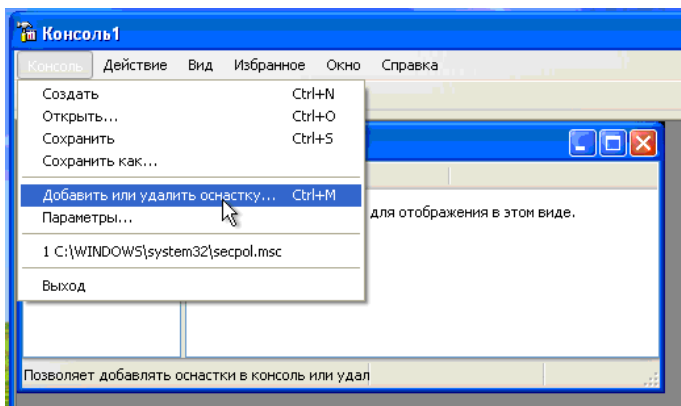 Консоль1
Консоль Действие Вид Избранное Окно Справка
Создать Ctrl+N
Открыть... Ctrl+O
Сохранить Ctrl+S
Сохранить как...
Добавить или удалить оснастку... Ctrl+M
Параметры...
для отображения в этом виде.
1 C:\WINDOWS\system32\secpol.msc
Выход
Позволяет добавлять оснастки в консоль или удал